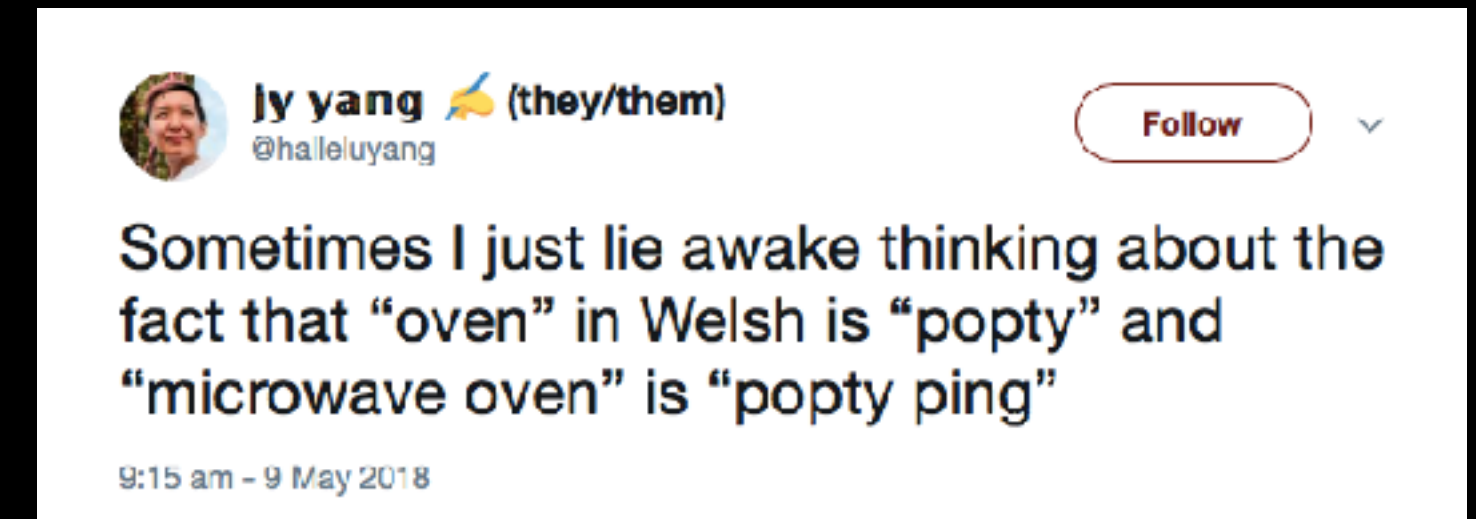 jy yang ✍️ (they/them)
@halleluyang
Follow
Sometimes I just lie awake thinking about the
fact that “oven” in Welsh is “popty” and
“microwave oven” is “popty ping”
9:15 am - 9 May 2018